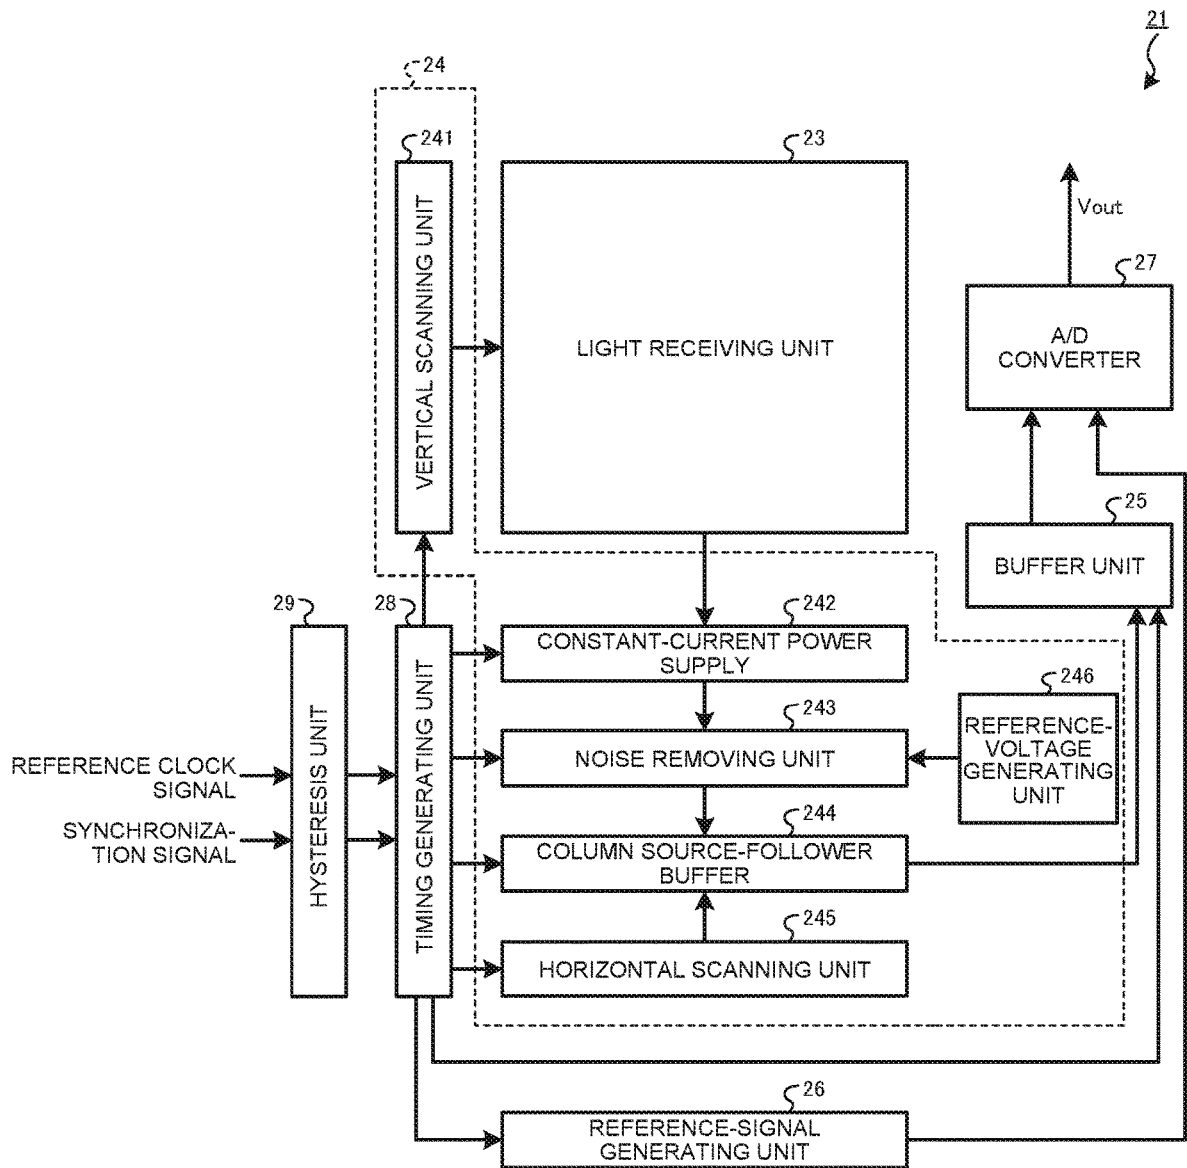 21
24
241
VERTICAL SCANNING UNIT
23
LIGHT RECEIVING UNIT
Vout
27
A/D
CONVERTER
25
BUFFER UNIT
29
HYSTERESIS UNIT
28
TIMING GENERATING UNIT
242
CONSTANT-CURRENT POWER
SUPPLY
243
NOISE REMOVING UNIT
246
REFERENCE-
VOLTAGE
GENERATING
UNIT
REFERENCE CLOCK
SIGNAL
SYNCHRONIZA-
TION SIGNAL
244
COLUMN SOURCE-FOLLOWER
BUFFER
245
HORIZONTAL SCANNING UNIT
26
REFERENCE-SIGNAL
GENERATING UNIT